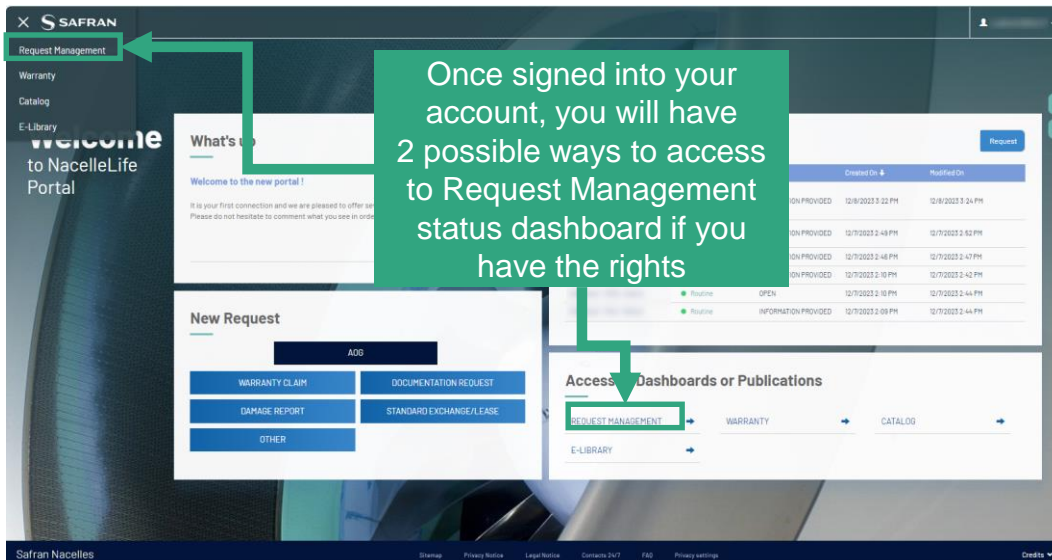 SAFRAN
Request Management
Warranty
Catalog
E-Library
Welcome
to NacelleLife
Portal
Once signed into your
account, you will have
2 possible ways to access
to Request Management
status dashboard if you
have the rights
What's up
Welcome to the new portal !
It is your first connection and we are pleased to offer
Please do not hesitate to comment what you see in
Request
Created On Modified On
PROVIDED 12/8/2023 3:22 PM 12/8/2023 3:24 PM
PROVIDED 12/7/2023 2:49 PM 12/7/2023 2:52 PM
PROVIDED 12/7/2023 2:48 PM 12/7/2023 2:47 PM
PROVIDED 12/7/2023 2:10 PM 12/7/2023 2:42 PM
Routine OPEN 12/7/2023 2:10 PM 12/7/2023 2:44 PM
Routine INFORMATION PROVIDED 12/7/2023 2:09 PM 12/7/2023 2:44 PM
New Request
AOG
WARRANTY CLAIM DOCUMENTATION REQUEST
DAMAGE REPORT STANDARD EXCHANGE/LEASE
OTHER
Access Dashboards or Publications
REQUEST MANAGEMENT WARRANTY CATALOG
E-LIBRARY
Safran Nacelles Sitemap Privacy Notice Legal Notice Contacts 24/7 FAQ Privacy settings Credits